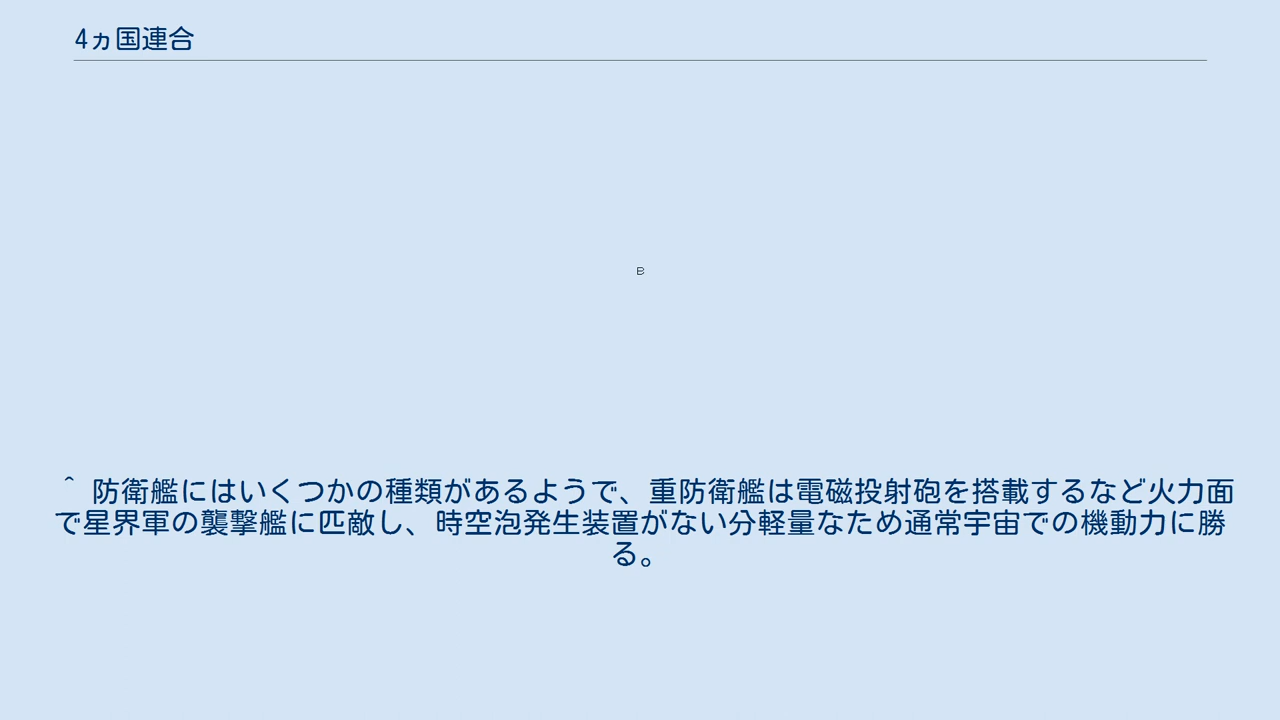 4ヵ国連合
B
^ 防衛艦にはいくつかの種類があるようで、重防衛艦は電磁投射砲を搭載するなど火力面
で星界軍の襲撃艦に匹敵し、時空泡発生装置がない分軽量なため通常宇宙での機動力に勝
る。